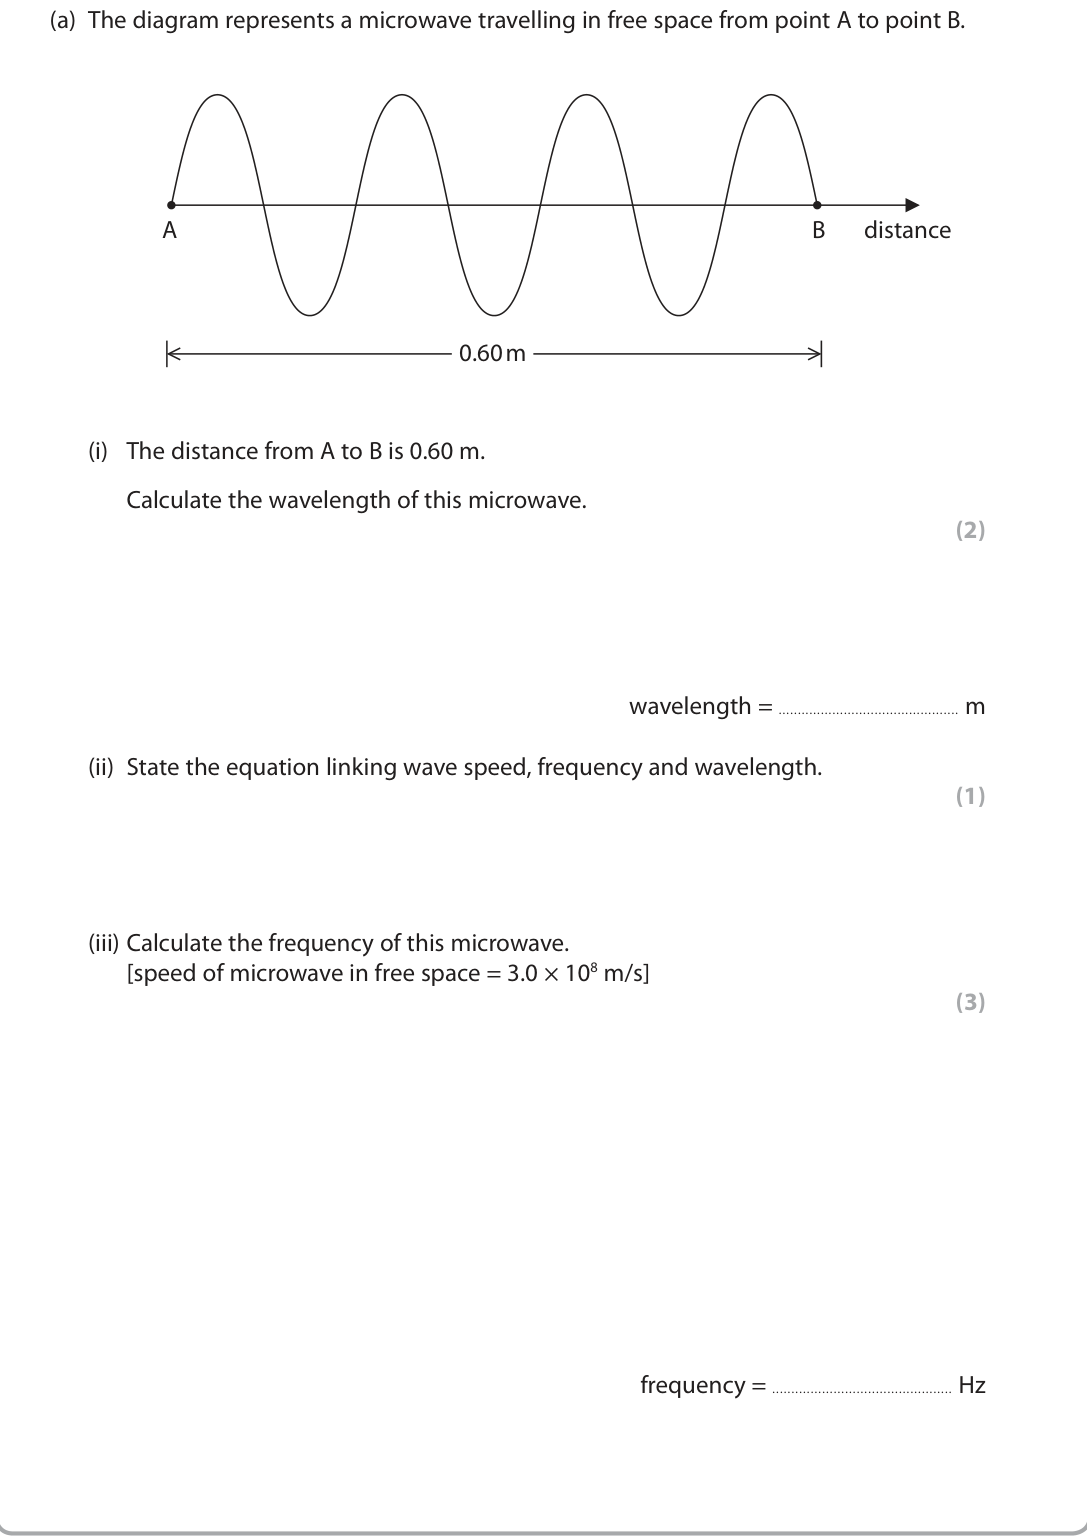 (a) The diagram represents a microwave travelling in free space from point A to point B.
A
B
distance
0.60 m
(i) The distance from A to B is 0.60 m.
Calculate the wavelength of this microwave.
(2)
wavelength = ................................................ m
(ii) State the equation linking wave speed, frequency and wavelength.
(1)
(iii) Calculate the frequency of this microwave.
[speed of microwave in free space = 3.0 × 10⁸ m/s]
(3)
frequency = ................................................ Hz